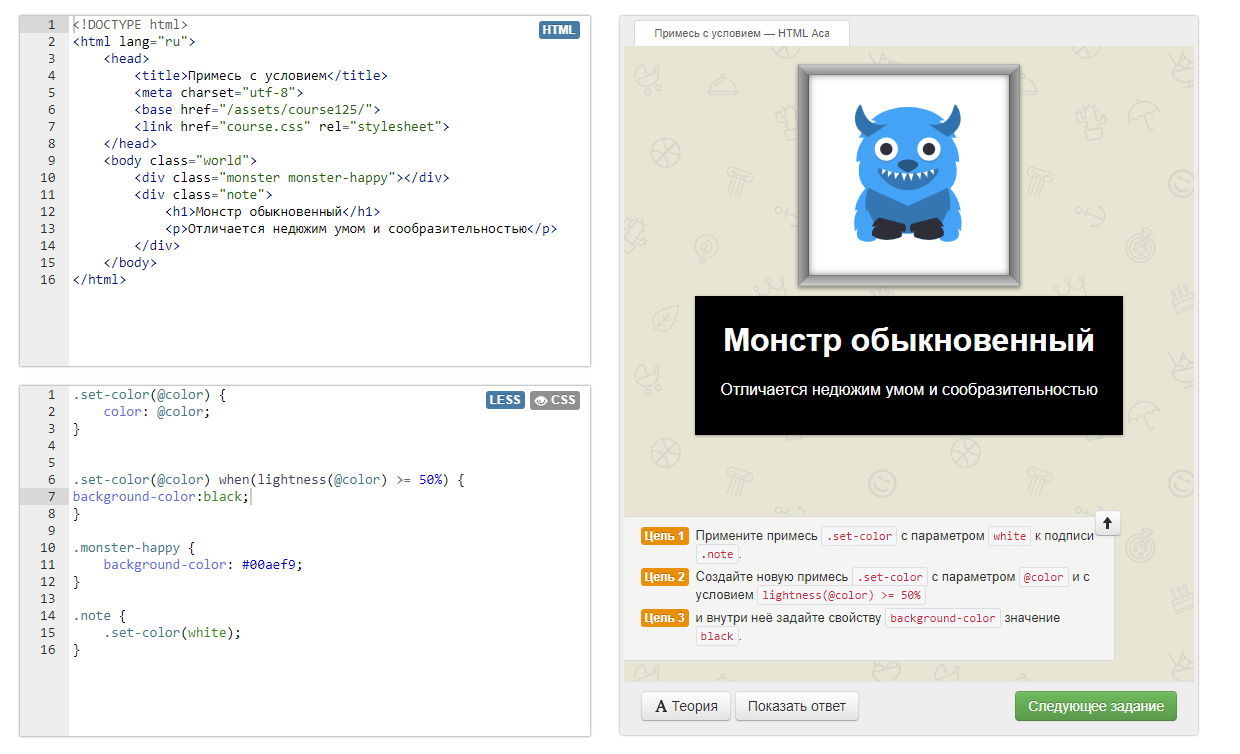 1 <!DOCTYPE html>
HTML
2 <html lang="ru">
3 <head>
4 <title>Примесь с условием</title>
5 <meta charset="utf-8">
6 <base href="/assets/course125/">
7 <link href="course.css" rel="stylesheet">
8 </head>
9 <body class="world">
10 <div class="monster monster-happy"></div>
11 <div class="note">
12 <h1>Монстр обыкновенный</h1>
13 <p>Отличается недюжим умом и сообразительностью</p>
14 </div>
15 </body>
16 </html>
1 .set-color(@color) {
LESS CSS
2 color: @color;
3 }
4
5
6 .set-color(@color) when(lightness(@color) >= 50%) {
7 background-color:black;
8 }
9
10 .monster-happy {
11 background-color: #00aef9;
12 }
13
14 .note {
15 .set-color(white);
16 }
Примесь с условием — HTML Aca
Монстр обыкновенный
Отличается недюжим умом и сообразительностью
Цель 1 Примените примесь .set-color с параметром white к подписи
.note.
Цель 2 Создайте новую примесь .set-color с параметром @color и с
условием lightness(@color) >= 50%
Цель 3 и внутри неё задайте свойству background-color значение
black.
A Теория Показать ответ Следующее задание